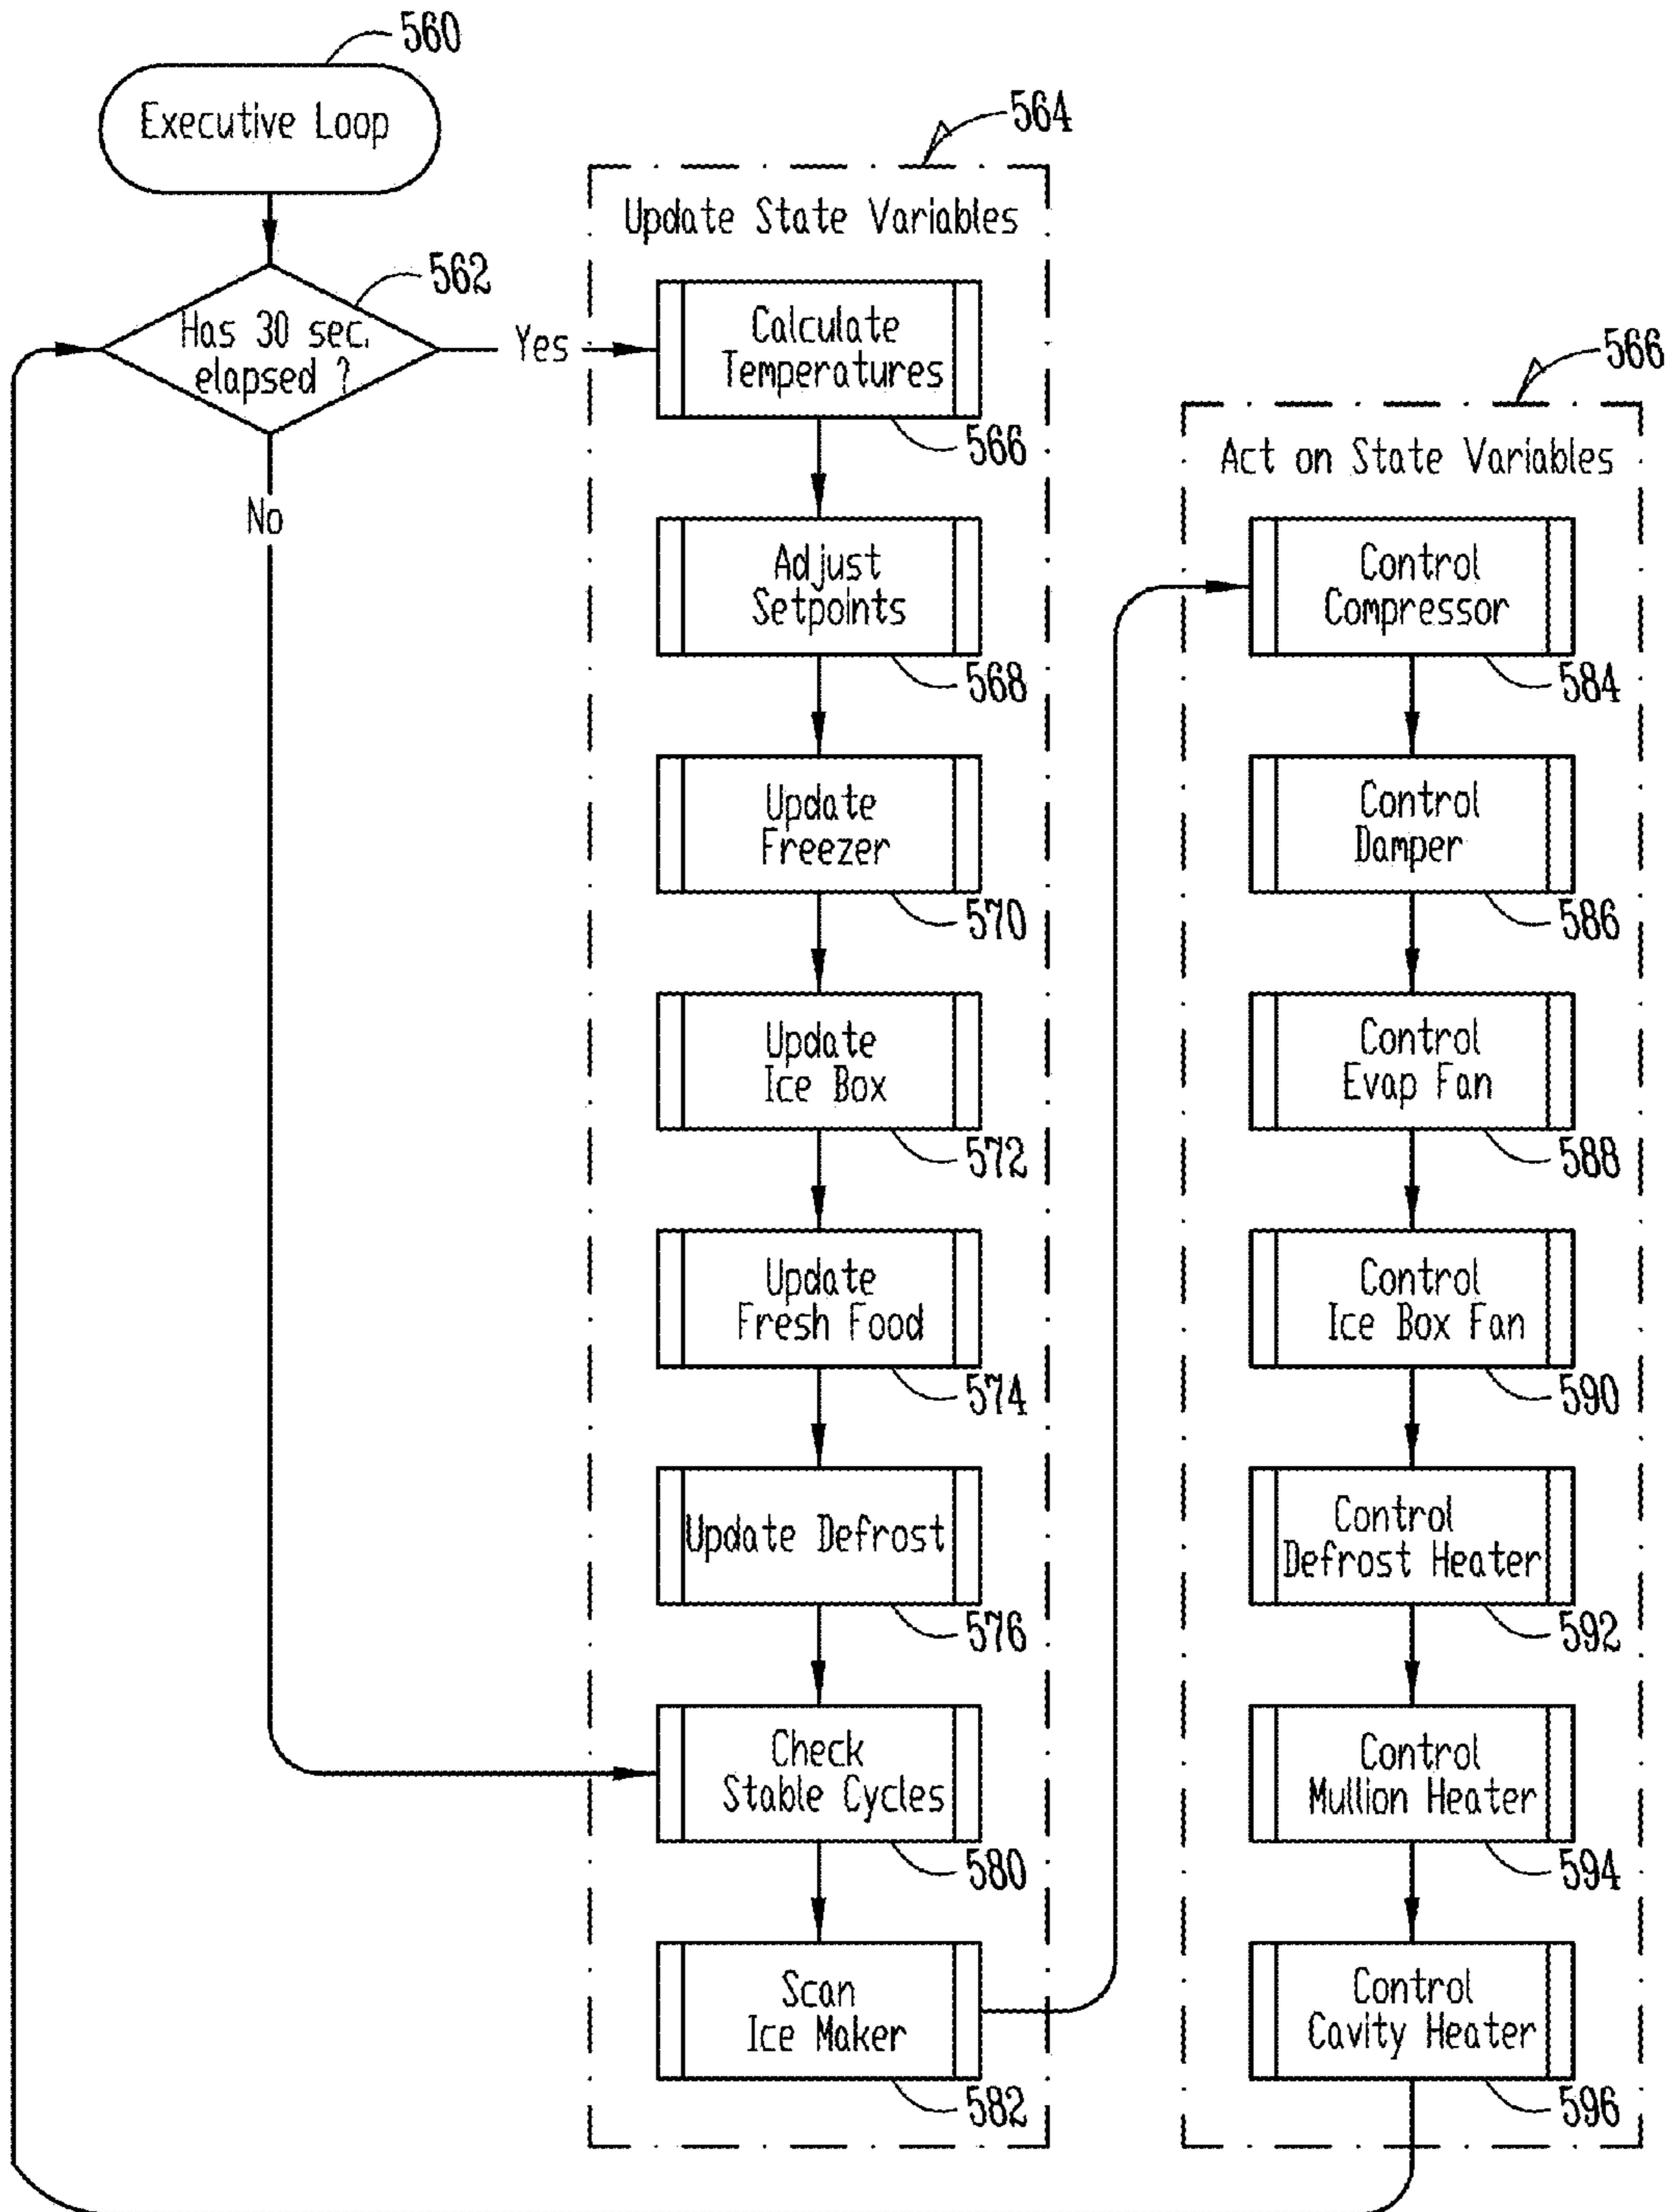 560
Executive Loop
562
Has 30 sec.
elapsed ?
Yes
No
564
Update State Variables
Calculate
Temperatures
566
Adjust
Setpoints
568
Update
Freezer
570
Update
Ice Box
572
Update
Fresh Food
574
Update Defrost
576
Check
Stable Cycles
580
Scan
Ice Maker
582
566
Act on State Variables
Control
Compressor
584
Control
Damper
586
Control
Evap Fan
588
Control
Ice Box Fan
590
Control
Defrost Heater
592
Control
Mullion Heater
594
Control
Cavity Heater
596